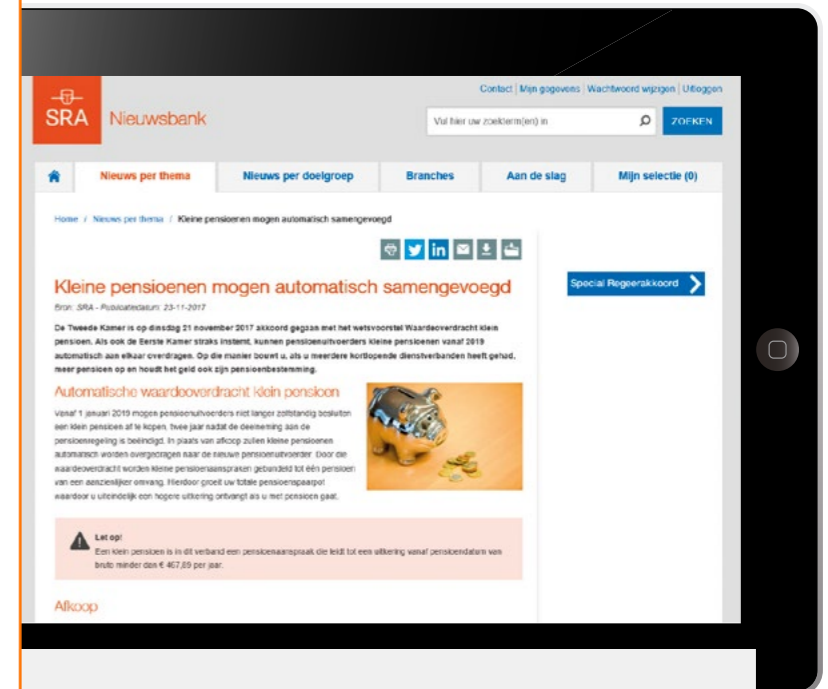 Contact | Mijn gegevens | Wachtwoord wijzigen | Uitloggen
SRA
Nieuwsbank
Vul hier uw zoekterm(en) in
ZOEKEN
Nieuws per thema
Nieuws per doelgroep
Branches
Aan de slag
Mijn selectie (0)
Home / Nieuws per thema / Kleine pensioenen mogen automatisch samengevoegd
Kleine pensioenen mogen automatisch samengevoegd
Special Regeerakkoord
Bron: SRA - Publicatiedatum: 23-11-2017
De Tweede Kamer is op dinsdag 21 november 2017 akkoord gegaan met het wetsvoorstel Waardeoverdracht klein
pensioen. Als ook de Eerste Kamer straks instemt, kunnen pensioenuitvoerders kleine pensioenen vanaf 2019
automatisch aan elkaar overdragen. Op die manier bouwt u, als u meerdere kortlopende dienstverbanden heeft gehad,
meer pensioen op en houdt het geld ook zijn pensioenbestemming.
Automatische waardeoverdracht klein pensioen
Vanaf 1 januari 2019 mogen pensioenuitvoerders niet langer zelfstandig besluiten
een klein pensioen af te kopen, twee jaar nadat de deelneming aan de
pensioenregeling is beëindigd. In plaats van afkoop zullen kleine pensioenen
automatisch worden overgedragen naar de nieuwe pensioenuitvoerder. Door die
waardeoverdracht worden kleine pensioenaanspraken gebundeld tot één pensioen
van een aanzienlijker omvang. Hierdoor groeit uw totale pensioenspaarpot
waardoor u uiteindelijk een hogere uitkering ontvangt als u met pensioen gaat.
Let op!
Een klein pensioen is in dit verband een pensioenaanspraak die leidt tot een uitkering vanaf pensioendatum van
bruto minder dan € 467,89 per jaar.
Afkoop